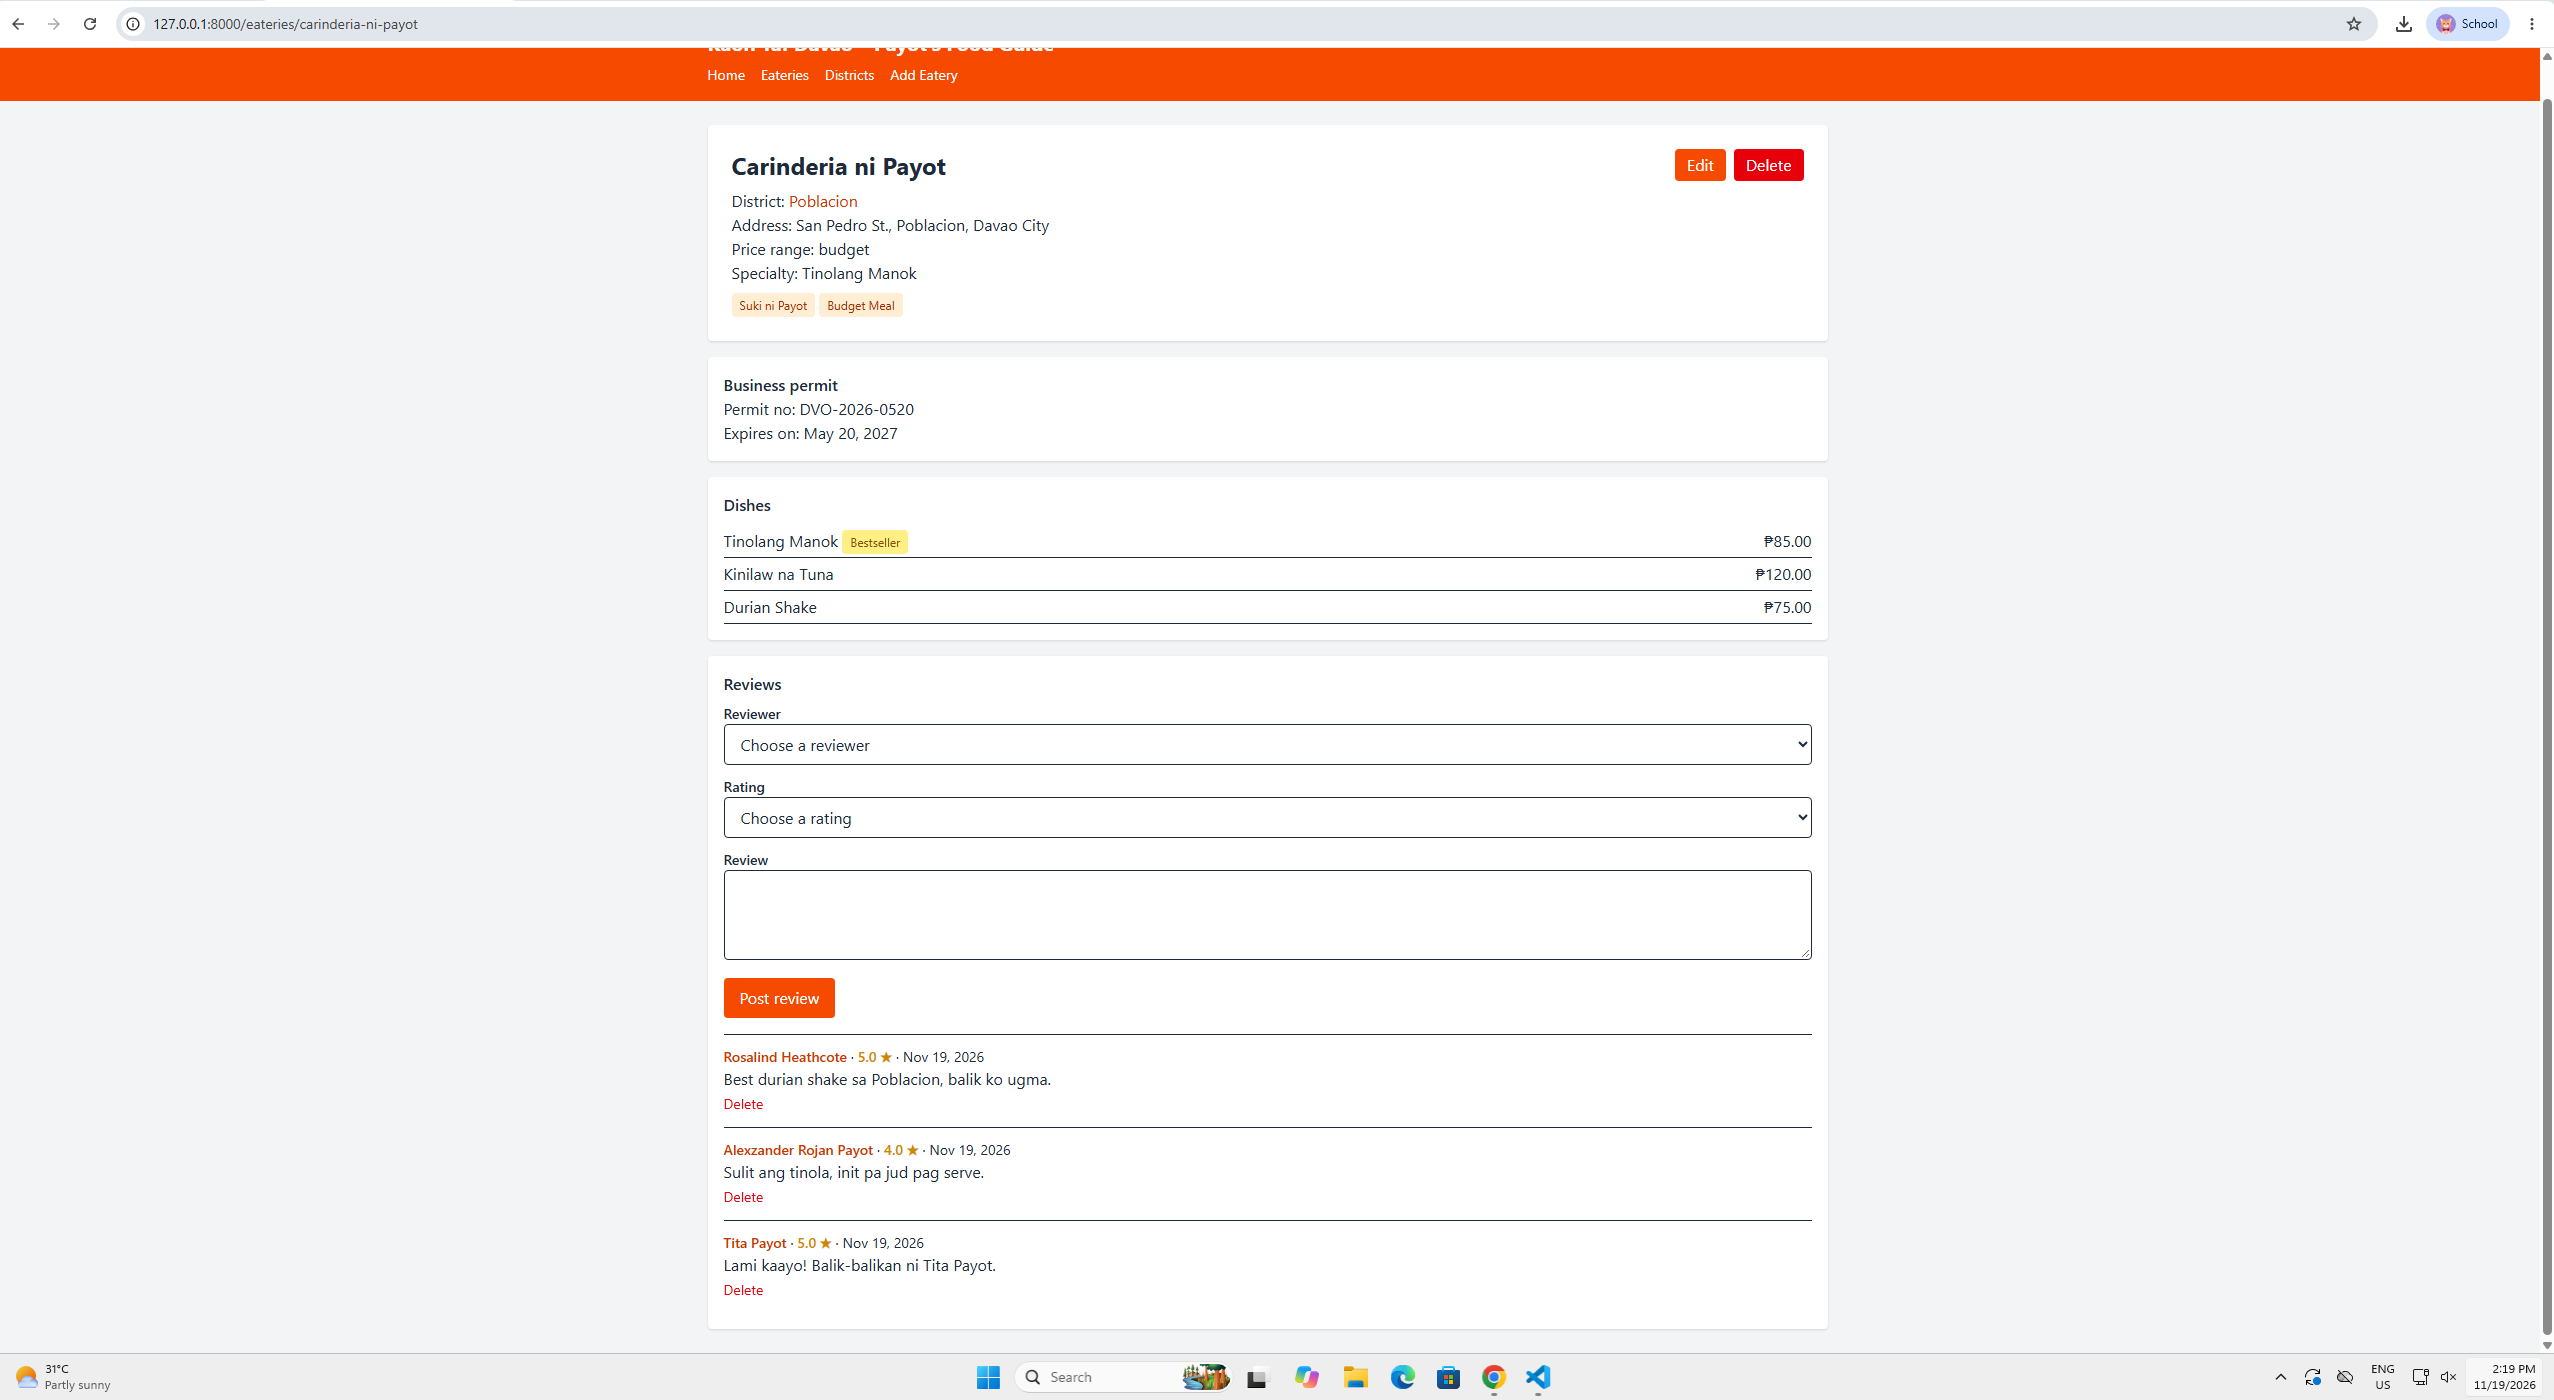 127.0.0.1:8000/eateries/carinderia-ni-payot
School
Home Eateries Districts Add Eatery
Carinderia ni Payot
Edit Delete
District: Poblacion
Address: San Pedro St., Poblacion, Davao City
Price range: budget
Specialty: Tinolang Manok
Suki ni Payot Budget Meal
Business permit
Permit no: DVO-2026-0520
Expires on: May 20, 2027
Dishes
Tinolang Manok Bestseller ₱85.00
Kinilaw na Tuna ₱120.00
Durian Shake ₱75.00
Reviews
Reviewer
Choose a reviewer
Rating
Choose a rating
Review
Post review
Rosalind Heathcote · 5.0 ★ · Nov 19, 2026
Best durian shake sa Poblacion, balik ko ugma.
Delete
Alexzander Rojan Payot · 4.0 ★ · Nov 19, 2026
Sulit ang tinola, init pa jud pag serve.
Delete
Tita Payot · 5.0 ★ · Nov 19, 2026
Lami kaayo! Balik-balikan ni Tita Payot.
Delete
31°C
Partly sunny
Search
ENG
US
2:19 PM
11/19/2026